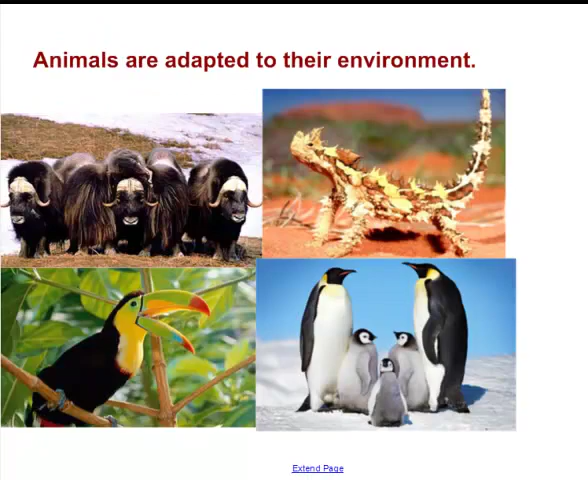 Animals are adapted to their environment.
Extend Page